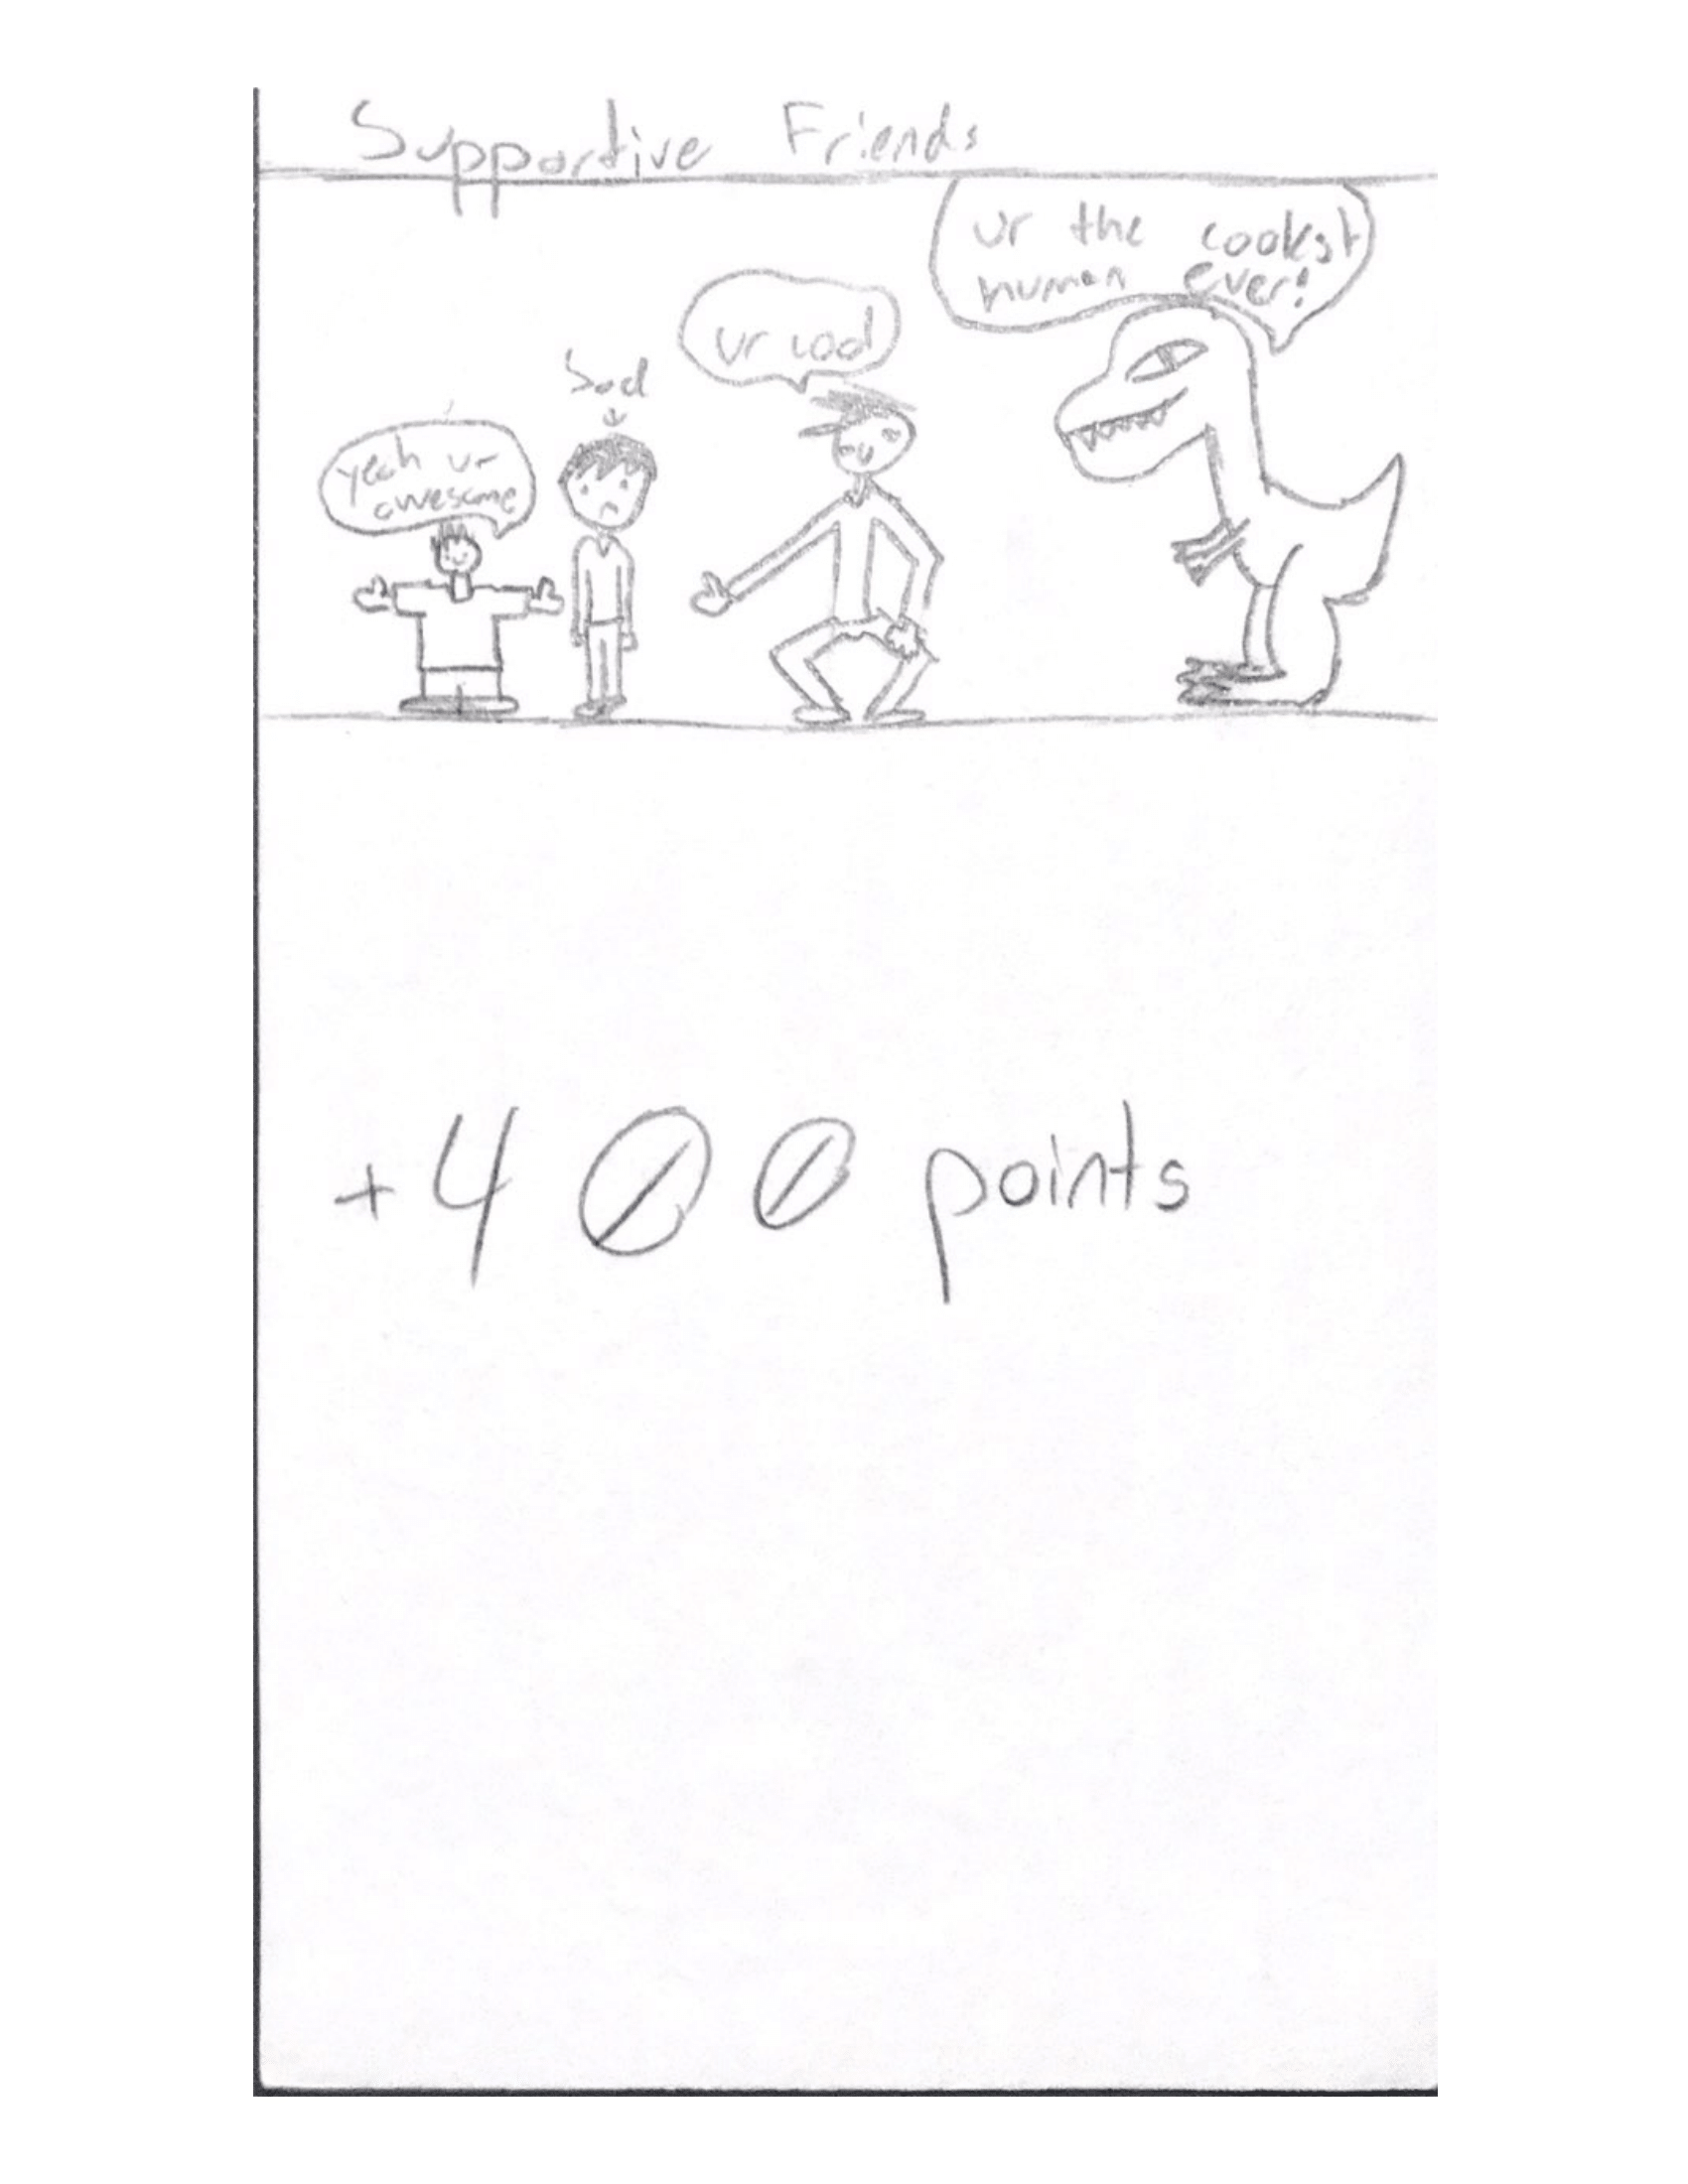 Supportive Friends
ur the coolest
human ever!
ur cool
Sad
yeah ur
awesome
+400 points